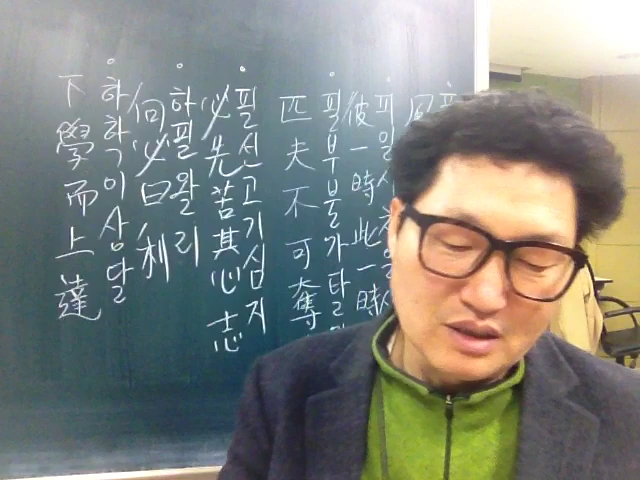 피일시
彼一時此一時
필부불가탈
匹夫不可奪
필선고기심지
必先苦其心志
하필왈리
何必曰利
하학이상달
下學而上達